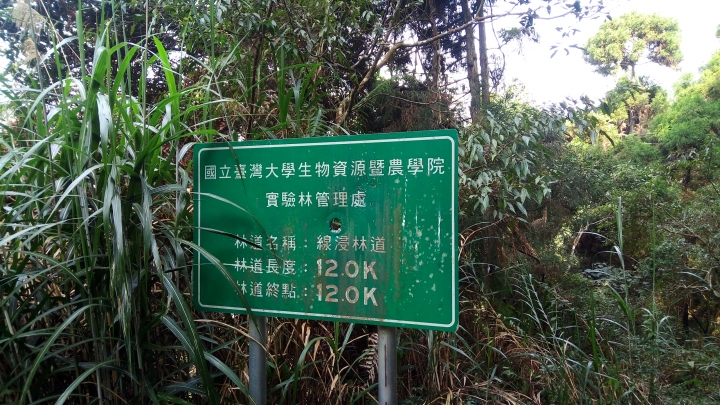 國立臺灣大學生物資源暨農學院
實驗林管理處
林道名稱：線浸林道
林道長度：12.0K
林道終點：12.0K